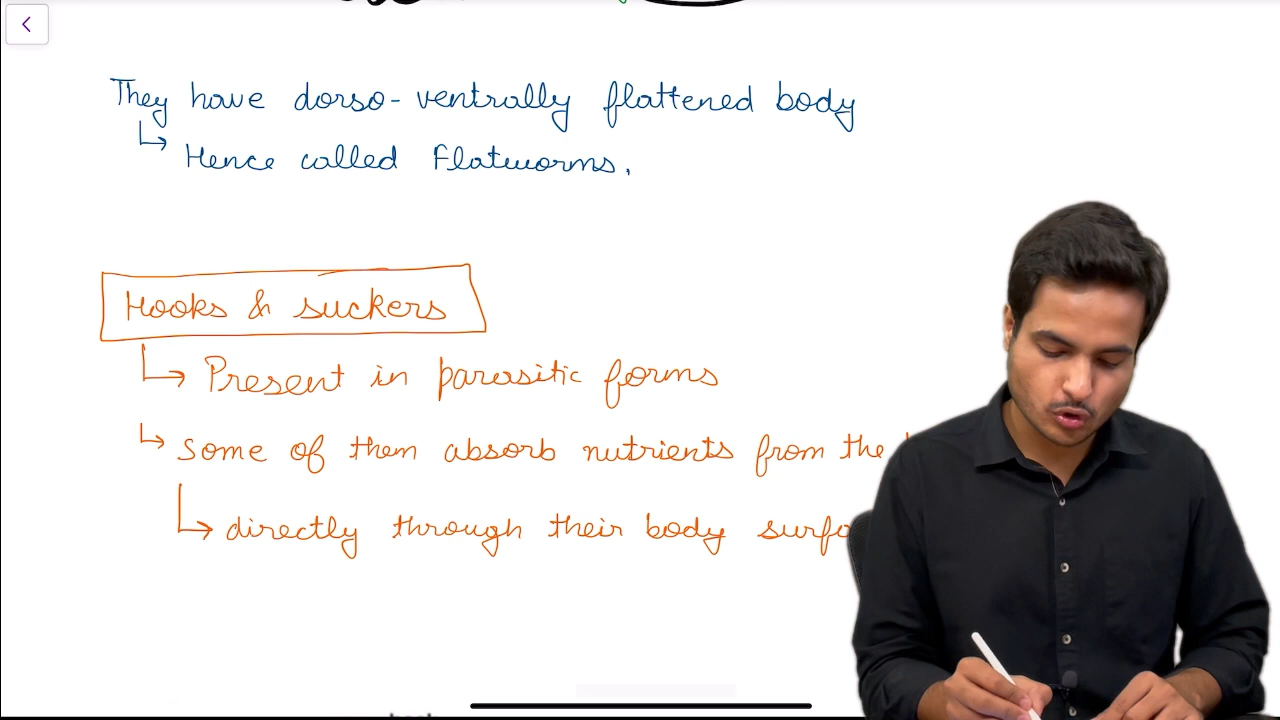 They have dorso-ventrally flattened body
↳ Hence called Flatworms.
Hooks & suckers
↳ Present in parasitic forms
↳ Some of them absorb nutrients from the
↳ directly through their body